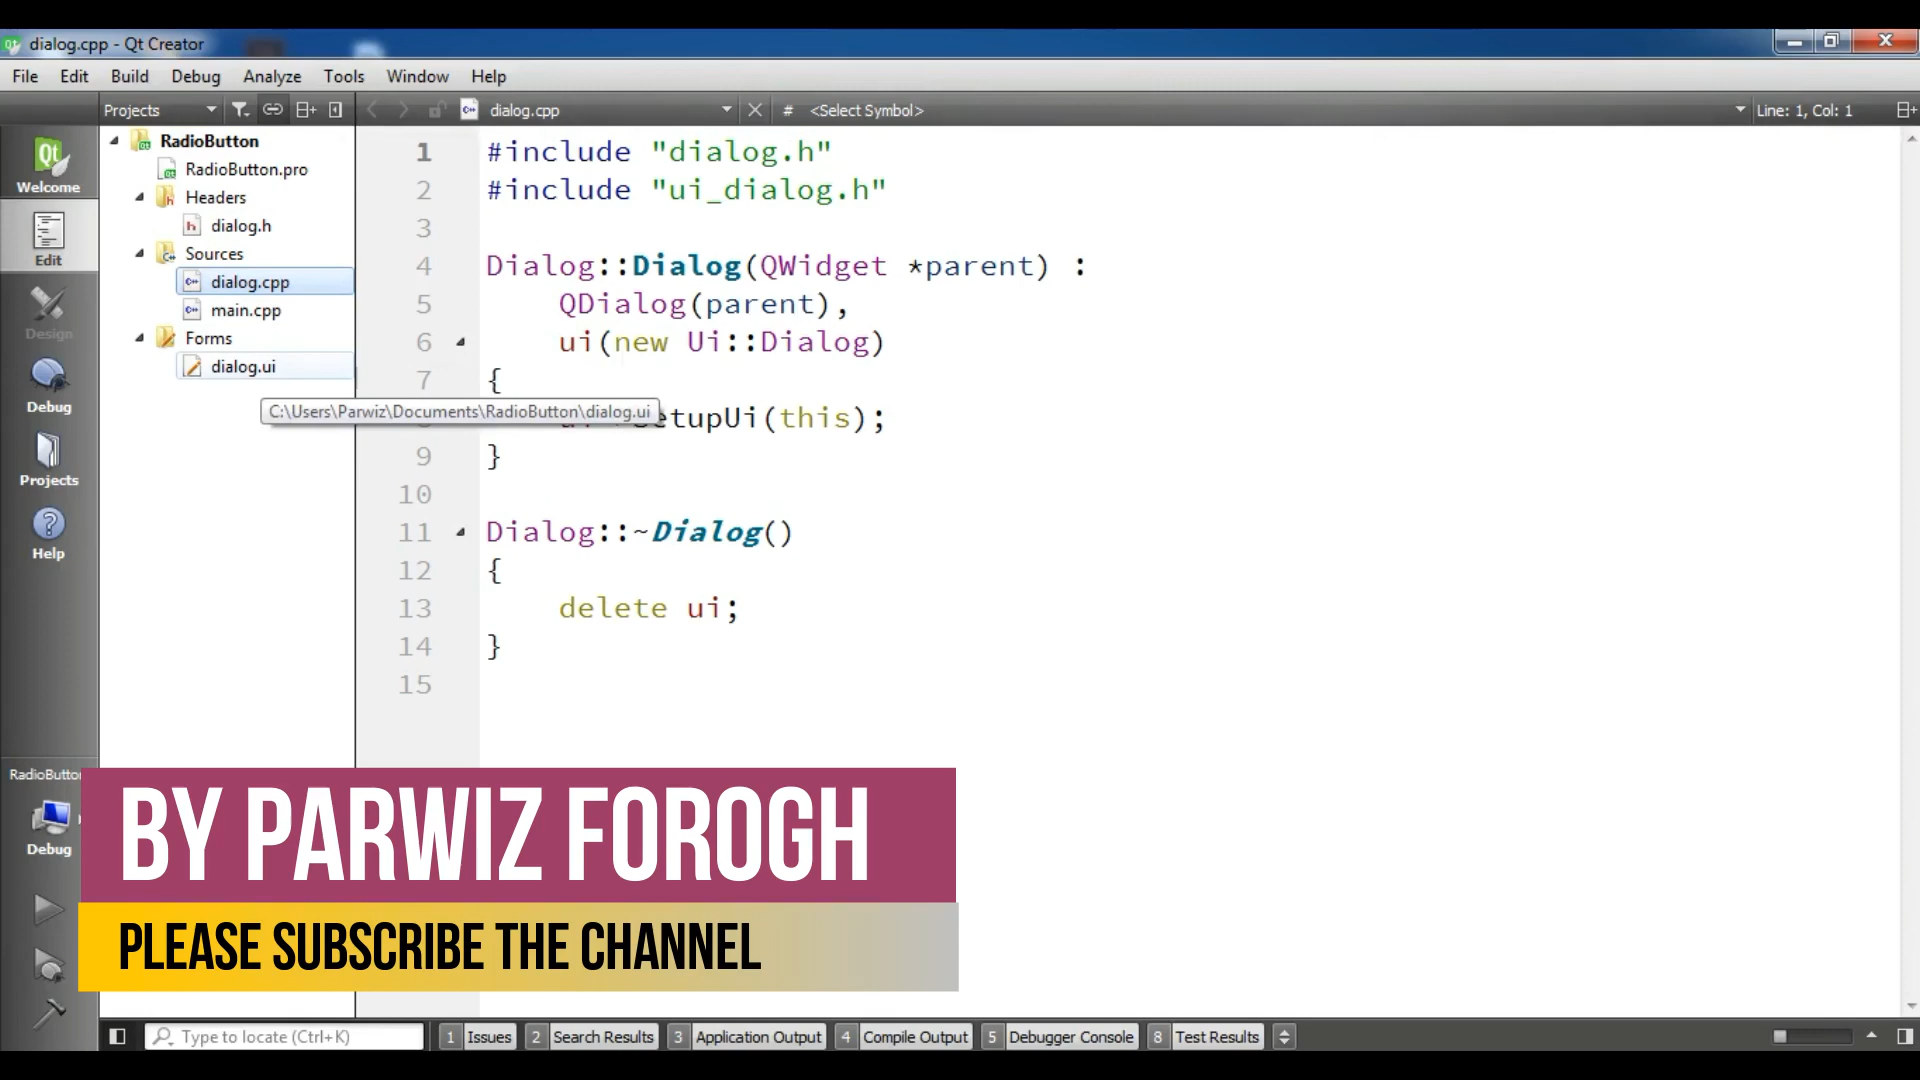 dialog.cpp - Qt Creator
File Edit Build Debug Analyze Tools Window Help
Projects dialog.cpp # <Select Symbol> Line: 1, Col: 1
Welcome
Edit
Design
Debug
Projects
Help
RadioButton
RadioButton.pro
Headers
dialog.h
Sources
dialog.cpp
main.cpp
Forms
dialog.ui
C:\Users\Parwiz\Documents\RadioButton\dialog.ui
1 #include "dialog.h"
2 #include "ui_dialog.h"
3
4 Dialog::Dialog(QWidget *parent) :
5 QDialog(parent),
6 ui(new Ui::Dialog)
7 {
etupUi(this);
9 }
10
11 Dialog::~Dialog()
12 {
13 delete ui;
14 }
15
RadioButto
Debug
BY PARWIZ FOROGH
PLEASE SUBSCRIBE THE CHANNEL
Type to locate (Ctrl+K) 1 Issues 2 Search Results 3 Application Output 4 Compile Output 5 Debugger Console 8 Test Results